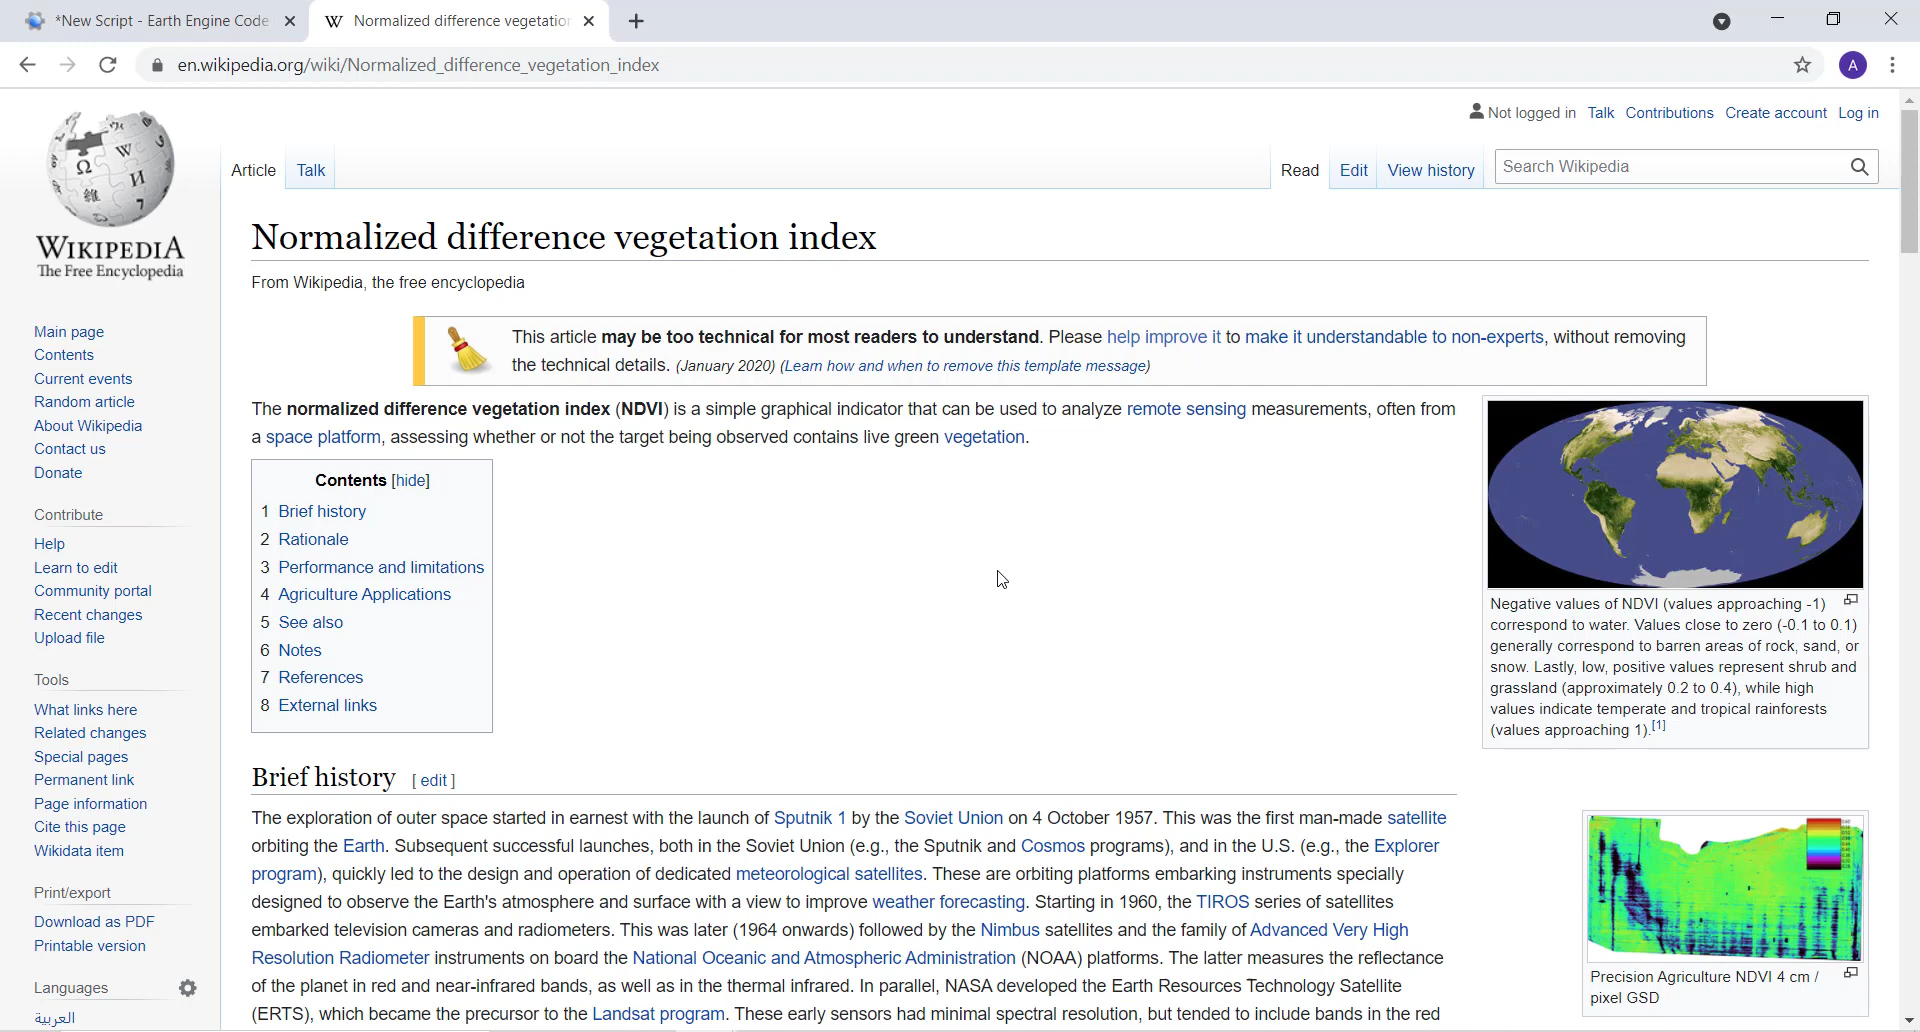 *New Script - Earth Engine Code
Normalized difference vegetation
en.wikipedia.org/wiki/Normalized_difference_vegetation_index
A
Not logged in Talk Contributions Create account Log in
Article Talk Read Edit View history Search Wikipedia
WIKIPEDIA
The Free Encyclopedia
Main page
Contents
Current events
Random article
About Wikipedia
Contact us
Donate
Contribute
Help
Learn to edit
Community portal
Recent changes
Upload file
Tools
What links here
Related changes
Special pages
Permanent link
Page information
Cite this page
Wikidata item
Print/export
Download as PDF
Printable version
Languages
العربية
Normalized difference vegetation index
From Wikipedia, the free encyclopedia
This article may be too technical for most readers to understand. Please help improve it to make it understandable to non-experts, without removing
the technical details. (January 2020) (Learn how and when to remove this template message)
The normalized difference vegetation index (NDVI) is a simple graphical indicator that can be used to analyze remote sensing measurements, often from
a space platform, assessing whether or not the target being observed contains live green vegetation.
Contents [hide]
1 Brief history
2 Rationale
3 Performance and limitations
4 Agriculture Applications
5 See also
6 Notes
7 References
8 External links
Negative values of NDVI (values approaching -1)
correspond to water. Values close to zero (-0.1 to 0.1)
generally correspond to barren areas of rock, sand, or
snow. Lastly, low, positive values represent shrub and
grassland (approximately 0.2 to 0.4), while high
values indicate temperate and tropical rainforests
(values approaching 1).[1]
Brief history [ edit ]
The exploration of outer space started in earnest with the launch of Sputnik 1 by the Soviet Union on 4 October 1957. This was the first man-made satellite
orbiting the Earth. Subsequent successful launches, both in the Soviet Union (e.g., the Sputnik and Cosmos programs), and in the U.S. (e.g., the Explorer
program), quickly led to the design and operation of dedicated meteorological satellites. These are orbiting platforms embarking instruments specially
designed to observe the Earth's atmosphere and surface with a view to improve weather forecasting. Starting in 1960, the TIROS series of satellites
embarked television cameras and radiometers. This was later (1964 onwards) followed by the Nimbus satellites and the family of Advanced Very High
Resolution Radiometer instruments on board the National Oceanic and Atmospheric Administration (NOAA) platforms. The latter measures the reflectance
of the planet in red and near-infrared bands, as well as in the thermal infrared. In parallel, NASA developed the Earth Resources Technology Satellite
(ERTS), which became the precursor to the Landsat program. These early sensors had minimal spectral resolution, but tended to include bands in the red
Precision Agriculture NDVI 4 cm /
pixel GSD